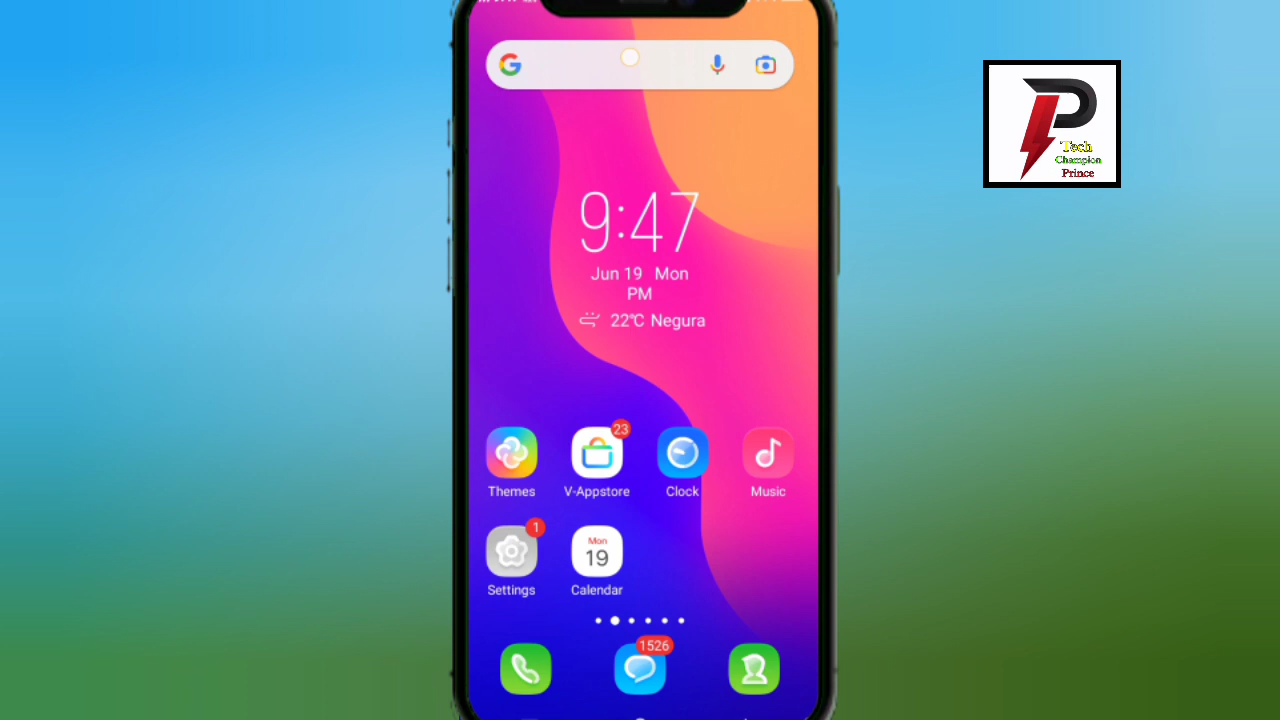 9:47
Jun 19 Mon
PM
22℃ Negura
23
Themes
V-Appstore
Clock
Music
1
Mon
19
Settings
Calendar
1526
P
Tech
Champion
Prince